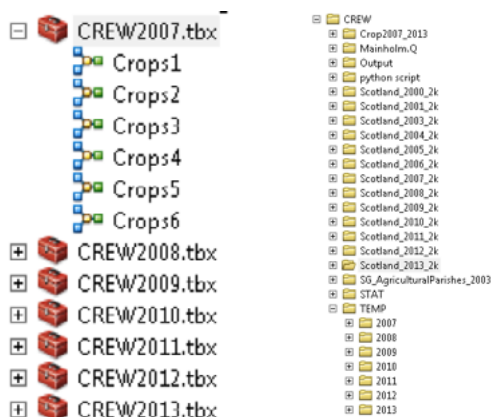 CREW2007.tbx
Crops1
Crops2
Crops3
Crops4
Crops5
Crops6
CREW2008.tbx
CREW2009.tbx
CREW2010.tbx
CREW2011.tbx
CREW2012.tbx
CREW2013.tbx
CREW
Crop2007_2013
Mainholm.Q
Output
python script
Scotland_2000_2k
Scotland_2001_2k
Scotland_2002_2k
Scotland_2003_2k
Scotland_2004_2k
Scotland_2005_2k
Scotland_2006_2k
Scotland_2007_2k
Scotland_2008_2k
Scotland_2009_2k
Scotland_2010_2k
Scotland_2011_2k
Scotland_2012_2k
Scotland_2013_2k
SG_AgriculturalParishes_2003
STAT
TEMP
2007
2008
2009
2010
2011
2012
2013